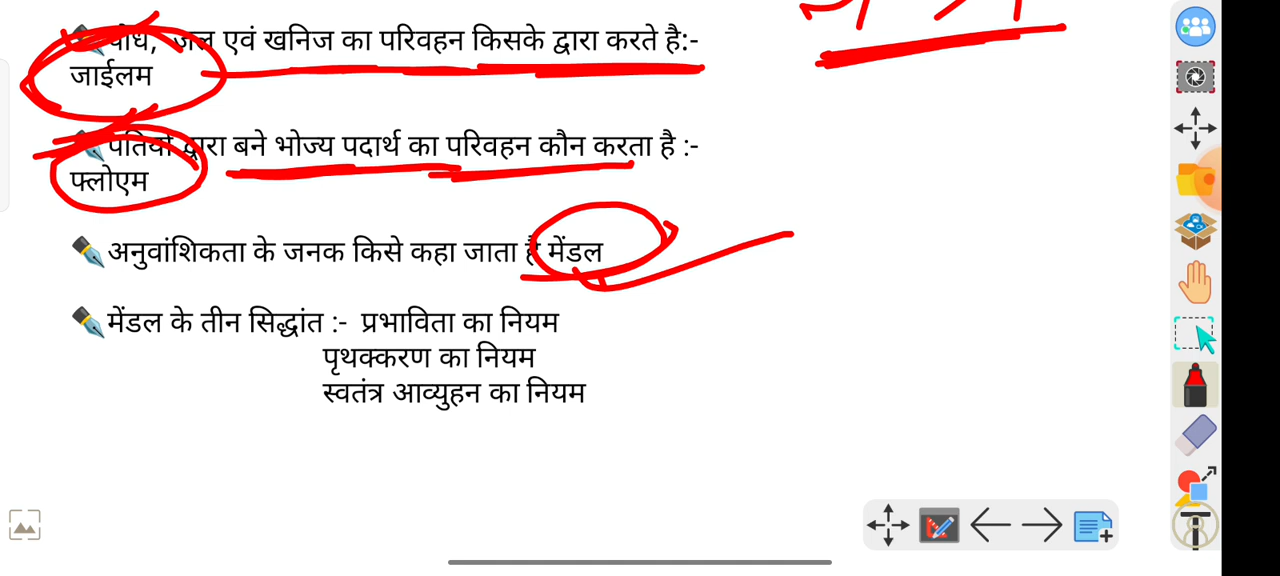 पौधे, जल एवं खनिज का परिवहन किसके द्वारा करते है:-
जाईलम
पतियों द्वारा बने भोज्य पदार्थ का परिवहन कौन करता है :-
फ्लोएम
अनुवांशिकता के जनक किसे कहा जाता है मेंडल
मेंडल के तीन सिद्धांत :- प्रभाविता का नियम
पृथक्करण का नियम
स्वतंत्र आव्युहन का नियम